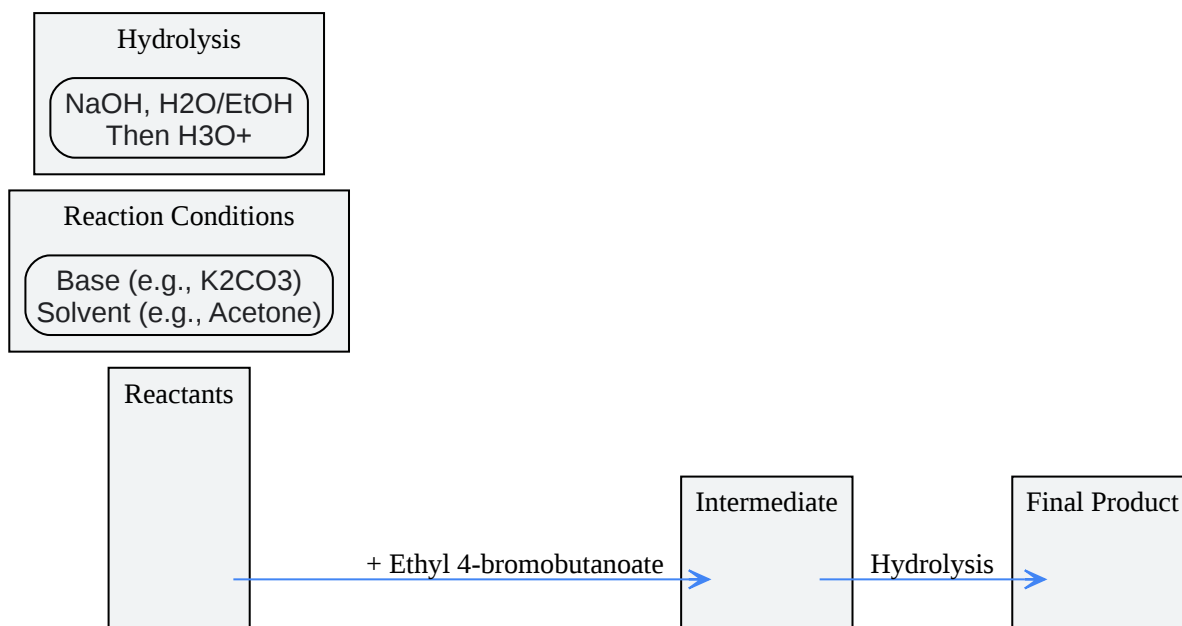 Hydrolysis
NaOH, H2O/EtOH
Then H3O+
Reaction Conditions
Base (e.g., K2CO3)
Solvent (e.g., Acetone)
Reactants
Intermediate
Final Product
+ Ethyl 4-bromobutanoate
Hydrolysis